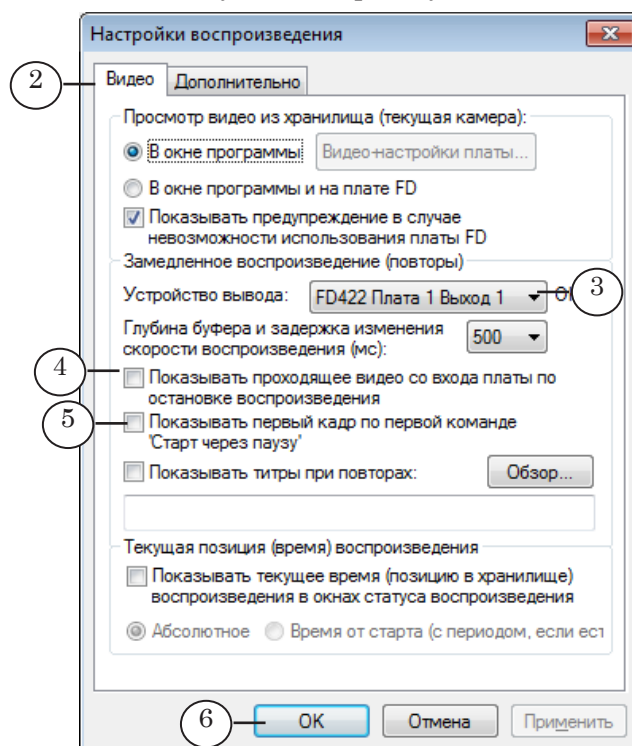 Настройки воспроизведения
2
Видео Дополнительно
Просмотр видео из хранилища (текущая камера):
В окне программы Видео-настройки платы...
В окне программы и на плате FD
Показывать предупреждение в случае
невозможности использования платы FD
Замедленное воспроизведение (повторы)
Устройство вывода: FD422 Плата 1 Выход 1 3
Глубина буфера и задержка изменения
скорости воспроизведения (мс): 500
4
Показывать проходящее видео со входа платы по
остановке воспроизведения
5
Показывать первый кадр по первой команде
'Старт через паузу'
Показывать титры при повторах: Обзор...
Текущая позиция (время) воспроизведения
Показывать текущее время (позицию в хранилище)
воспроизведения в окнах статуса воспроизведения
Абсолютное Время от старта (с периодом, если ест
6 OK Отмена Применить